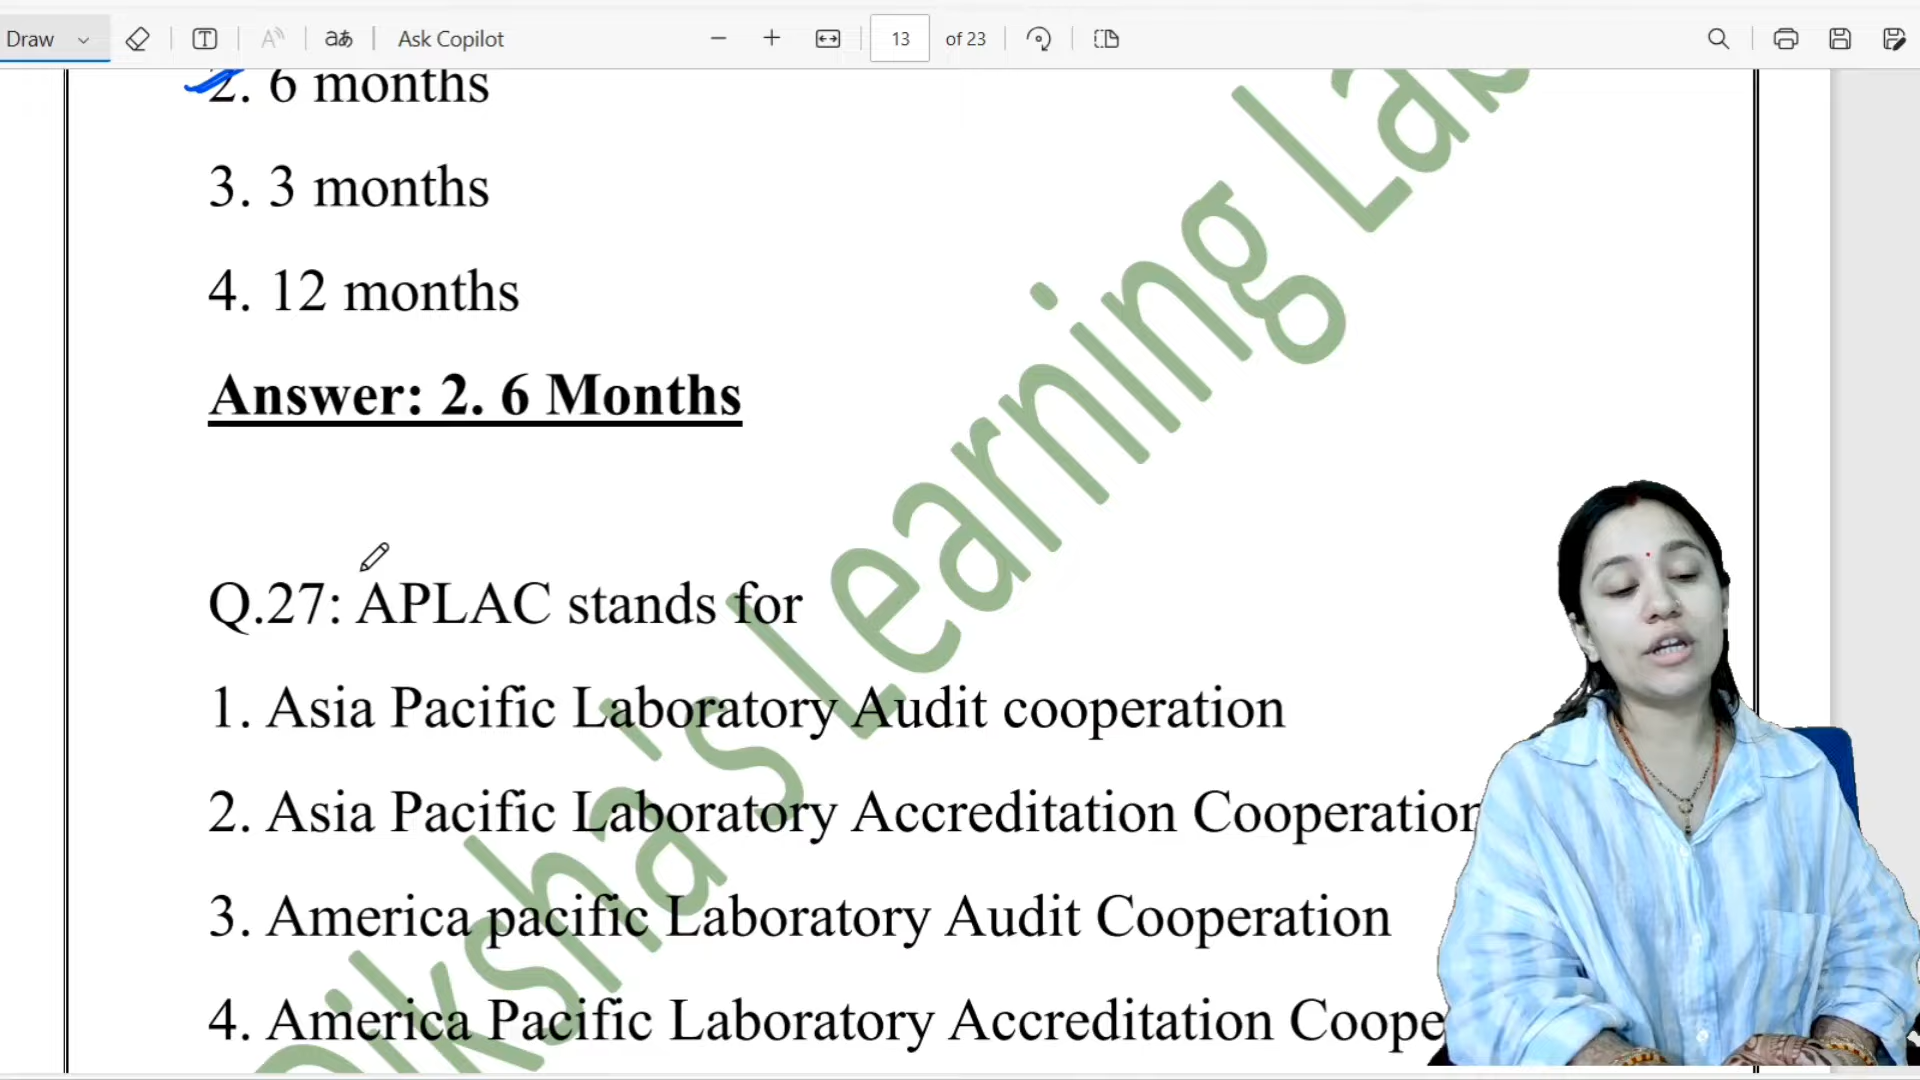 Draw
Ask Copilot
13 of 23
2. 6 months
3. 3 months
4. 12 months
Answer: 2. 6 Months
Q.27: APLAC stands for
1. Asia Pacific Laboratory Audit cooperation
2. Asia Pacific Laboratory Accreditation Cooperation
3. America pacific Laboratory Audit Cooperation
4. America Pacific Laboratory Accreditation Coope
Diksha's Learning Lab